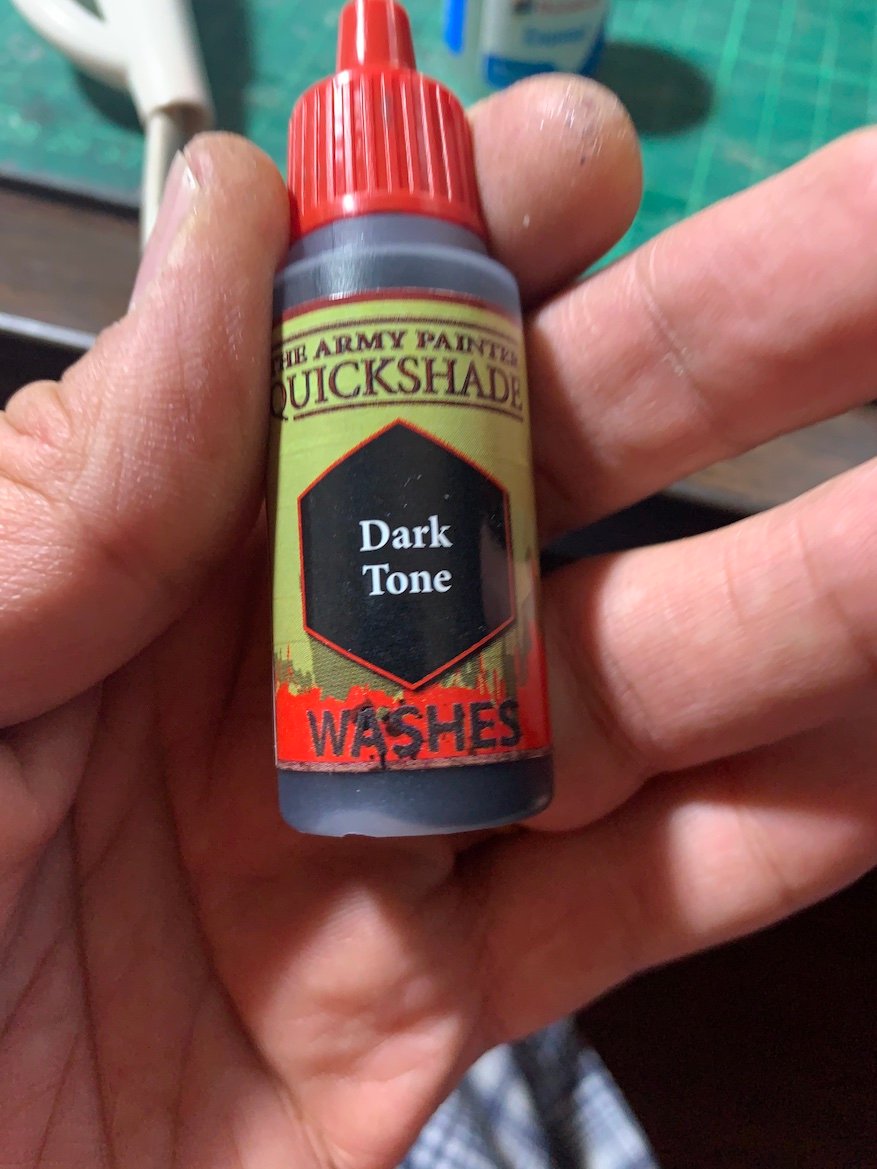 THE ARMY PAINTER
QUICKSHADE
Dark
Tone
WASHES